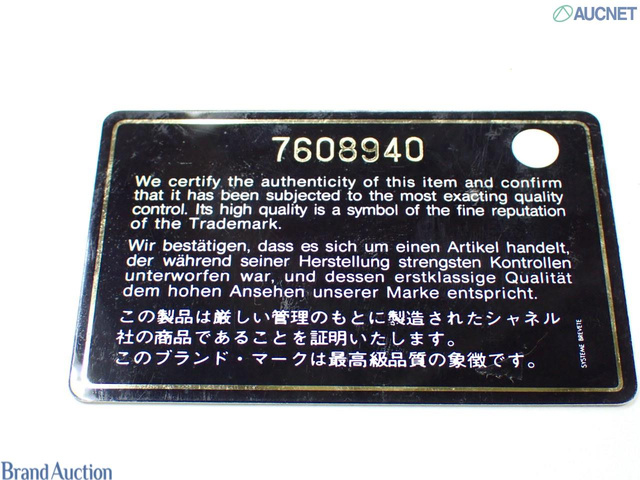 AUCNET
7608940
We certify the authenticity of this item and confirm
that it has been subjected to the most exacting quality
control. Its high quality is a symbol of the fine reputation
of the Trademark.
Wir bestätigen, dass es sich um einen Artikel handelt,
der während seiner Herstellung strengsten Kontrollen
unterworfen war, und dessen erstklassige Qualität
dem hohen Ansehen unserer Marke entspricht.
この製品は厳しい管理のもとに製造されたシャネル
社の商品であることを証明いたします。
このブランド・マークは最高級品質の象徴です。
SYSTEME BREVETE
Brand Auction